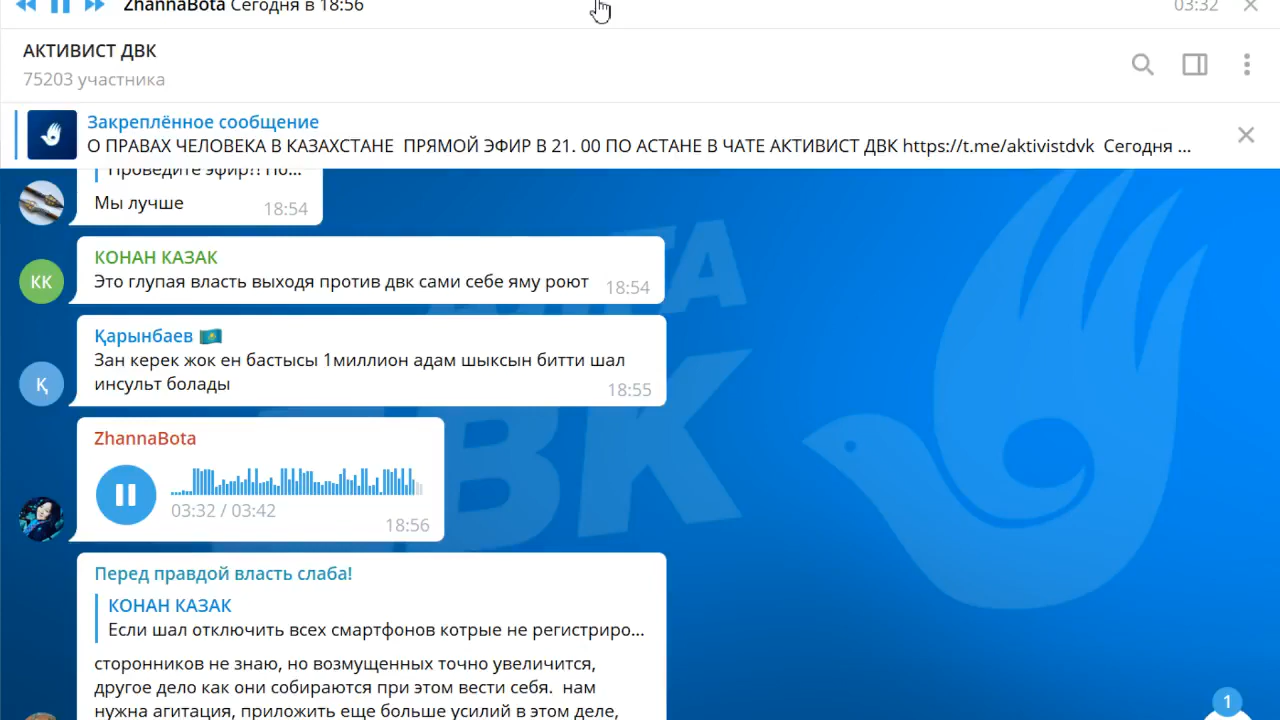 ZhannaBota Сегодня в 18:56
03:32
АКТИВИСТ ДВК
75203 участника
Закреплённое сообщение
О ПРАВАХ ЧЕЛОВЕКА В КАЗАХСТАНЕ ПРЯМОЙ ЭФИР В 21. 00 ПО АСТАНЕ В ЧАТЕ АКТИВИСТ ДВК https://t.me/aktivistdvk Сегодня ...
Проведите эфир!! По...
Мы лучше
18:54
КОНАН КАЗАК
КК
Это глупая власть выходя против двк сами себе яму роют
18:54
Қарынбаев
Зан керек жок ен бастысы 1миллион адам шыксын битти шал
Қ
инсульт болады
18:55
ZhannaBota
03:32 / 03:42
18:56
ДВК
Перед правдой власть слаба!
КОНАН КАЗАК
Если шал отключить всех смартфонов котрые не регистриро...
сторонников не знаю, но возмущенных точно увеличится,
другое дело как они собираются при этом вести себя. нам
нужна агитация, приложить еще больше усилий в этом деле,
1